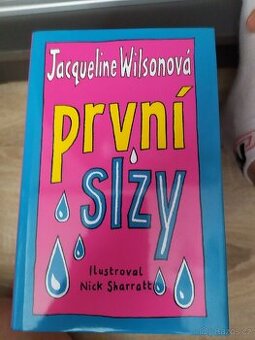 Jacqueline Wilsonová
první
slzy
Ilustroval
Nick Sharratt